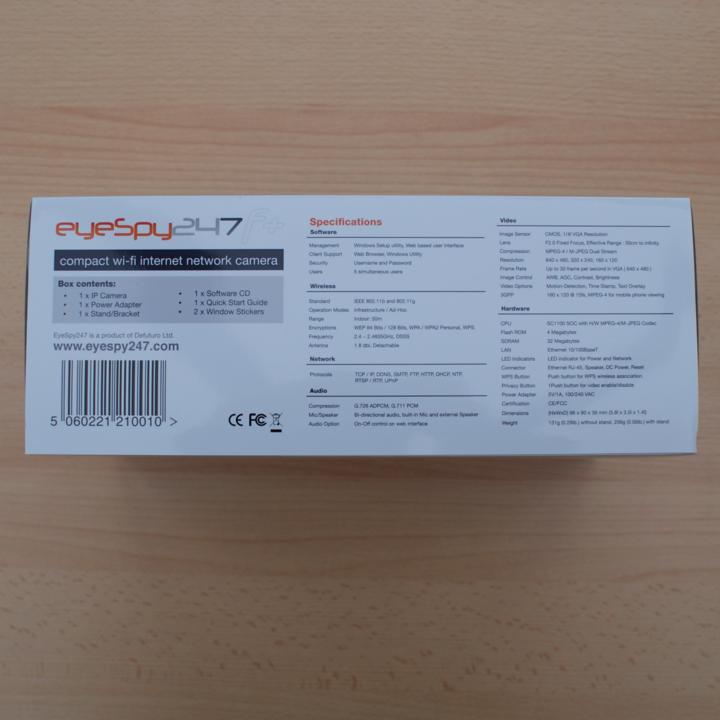 eyeSpy247 F+
compact wi-fi internet network camera
Box contents:
• 1 x IP Camera
• 1 x Power Adapter
• 1 x Stand/Bracket
• 1 x Software CD
• 1 x Quick Start Guide
• 2 x Window Stickers
EyeSpy247 is a product of Defuturo Ltd.
www.eyespy247.com
5 060221 210010 >
CE FC
Specifications
Software
Management Windows Setup utility, Web based user Interface
Client Support Web Browser, Windows Utility
Security Username and Password
Users 5 simultaneous users
Wireless
Standard IEEE 802.11b and 802.11g
Operation Modes Infrastructure / Ad-Hoc
Range Indoor: 50m
Encryptions WEP 64 Bits / 128 Bits, WPA / WPA2 Personal, WPS
Frequency 2.4 ~ 2.4835GHz, DSSS
Antenna 1.8 dbi, Detachable
Network
Protocols TCP / IP, DDNS, SMTP, FTP, HTTP, DHCP, NTP,
RTSP / RTP, UPnP
Audio
Compression G.726 ADPCM, G.711 PCM
Mic/Speaker Bi-directional audio, built-in Mic and external Speaker
Audio Option On-Off control on web interface
Video
Image Sensor CMOS, 1/4" VGA Resolution
Lens F2.0 Fixed Focus, Effective Range : 50cm to infinity
Compression MPEG-4 / M-JPEG Dual Stream
Resolution 640 x 480, 320 x 240, 160 x 120
Frame Rate Up to 30 frame per second in VGA ( 640 x 480 )
Image Control AWB, AGC, Contrast, Brightness
Video Options Motion Detection, Time Stamp, Text Overlay
3GPP 160 x 120 @ 15fs, MPEG-4 for mobile phone viewing
Hardware
CPU SC1100 SOC with H/W MPEG-4/M-JPEG Codec
Flash ROM 4 Megabytes
SDRAM 32 Megabytes
LAN Ethernet 10/100BaseT
LED Indicators LED Indicator for Power and Network
Connector Ethernet RJ-45, Speaker, DC Power, Reset
WPS Button Push button for WPS wireless association
Privacy Button 1Push button for video enable/disable
Power Adapter 5V/1A, 100/240 VAC
Certification CE/FCC
Dimensions
Weight 131g (0.29lb.) without stand, with stand